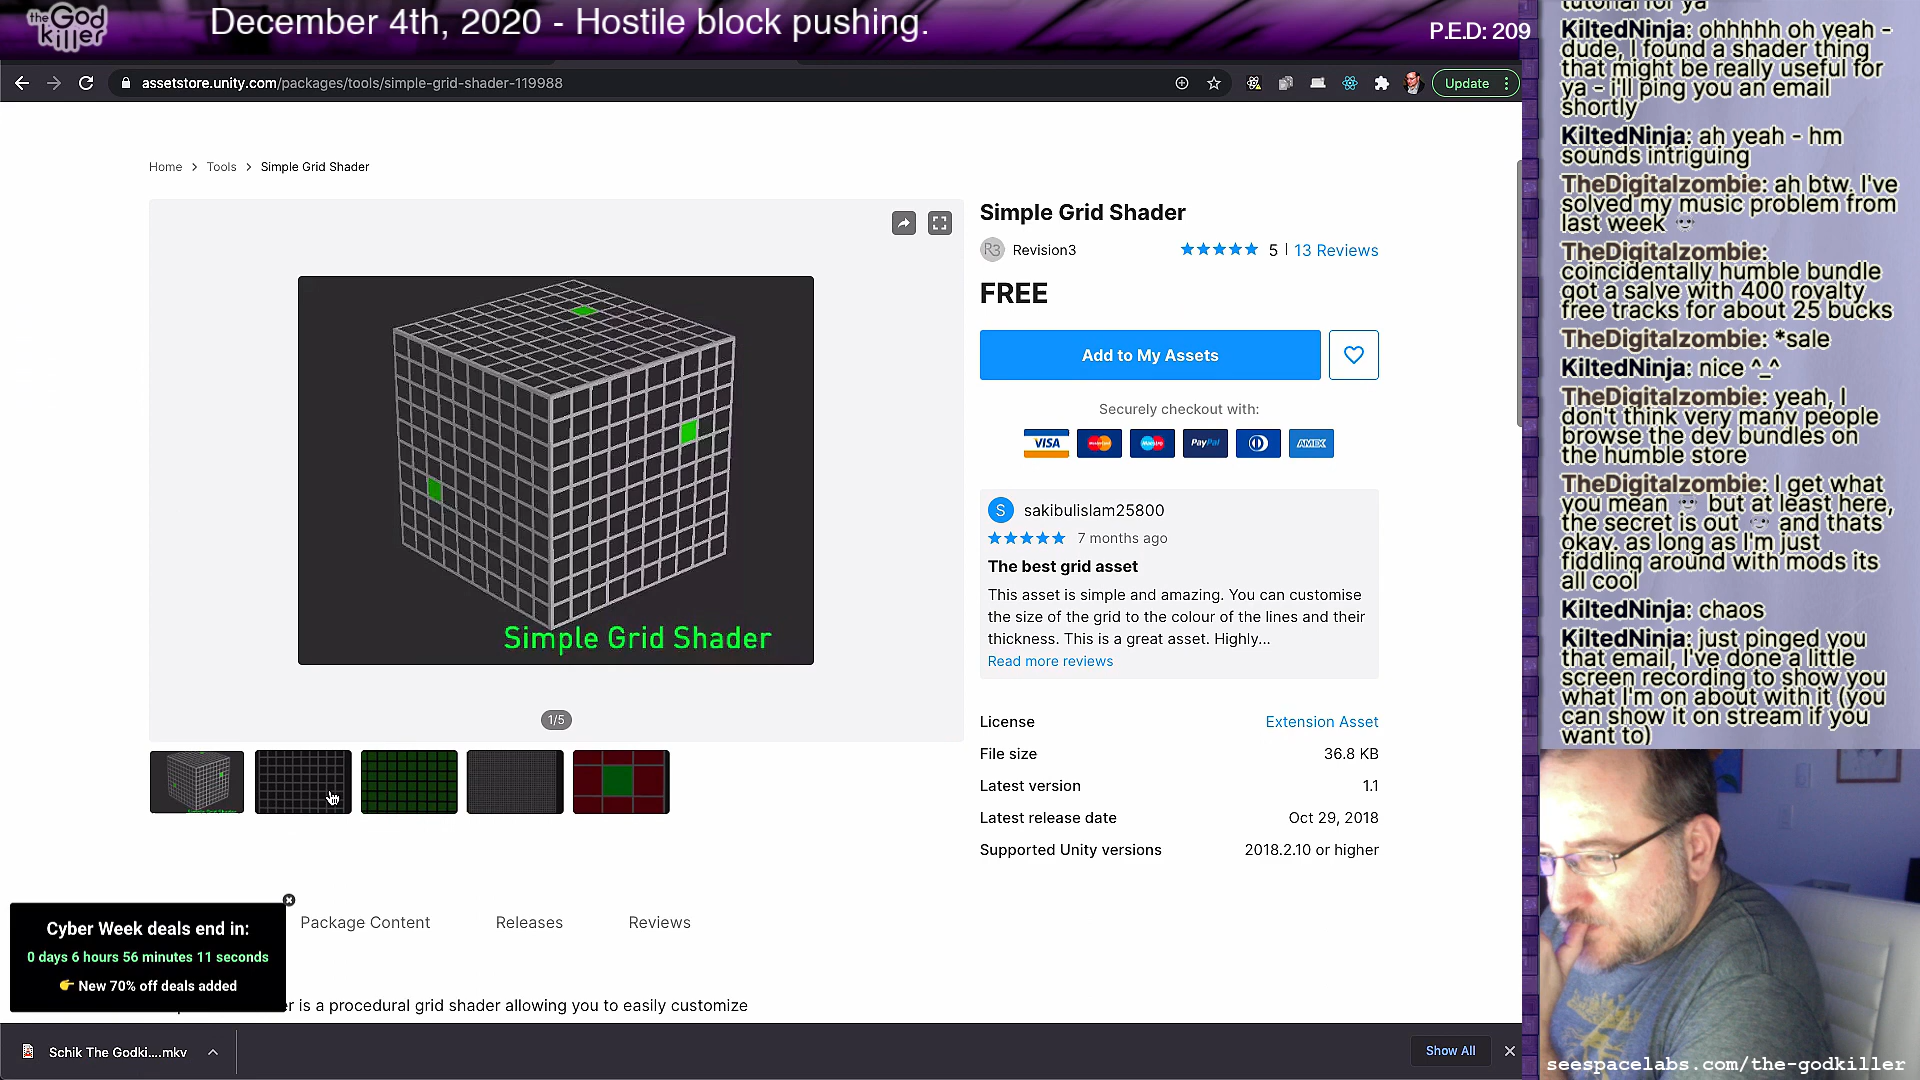 the God killer
December 4th, 2020 - Hostile block pushing.
P.E.D: 209
assetstore.unity.com/packages/tools/simple-grid-shader-119988
Update
Home > Tools > Simple Grid Shader
Simple Grid Shader
1/5
Simple Grid Shader
R3 Revision3
5 | 13 Reviews
FREE
Add to My Assets
Securely checkout with:
VISA
PayPal
AMEX
S sakibulislam25800
7 months ago
The best grid asset
This asset is simple and amazing. You can customise
the size of the grid to the colour of the lines and their
thickness. This is a great asset. Highly...
Read more reviews
License Extension Asset
File size 36.8 KB
Latest version 1.1
Latest release date Oct 29, 2018
Supported Unity versions 2018.2.10 or higher
Package Content Releases Reviews
Cyber Week deals end in:
0 days 6 hours 56 minutes 11 seconds
👉 New 70% off deals added
er is a procedural grid shader allowing you to easily customize
Schik The Godki....mkv
Show All
tutorial for ya
KiltedNinja: ohhhhh oh yeah -
dude, I found a shader thing
that might be really useful for
ya - i'll ping you an email
shortly
KiltedNinja: ah yeah - hm
sounds intriguing
TheDigitalzombie: ah btw. I've
solved my music problem from
last week
TheDigitalzombie:
coincidentally humble bundle
got a salve with 400 royalty
free tracks for about 25 bucks
TheDigitalzombie: *sale
KiltedNinja: nice ^_^
TheDigitalzombie: yeah, I
don't think very many people
browse the dev bundles on
the humble store
TheDigitalzombie: I get what
you mean but at least here,
the secret is out and thats
okay. as long as I'm just
fiddling around with mods its
all cool
KiltedNinja: chaos
KiltedNinja: just pinged you
that email, I've done a little
screen recording to show you
what I'm on about with it (you
can show it on stream if you
want to)
seespacelabs.com/the-godkiller